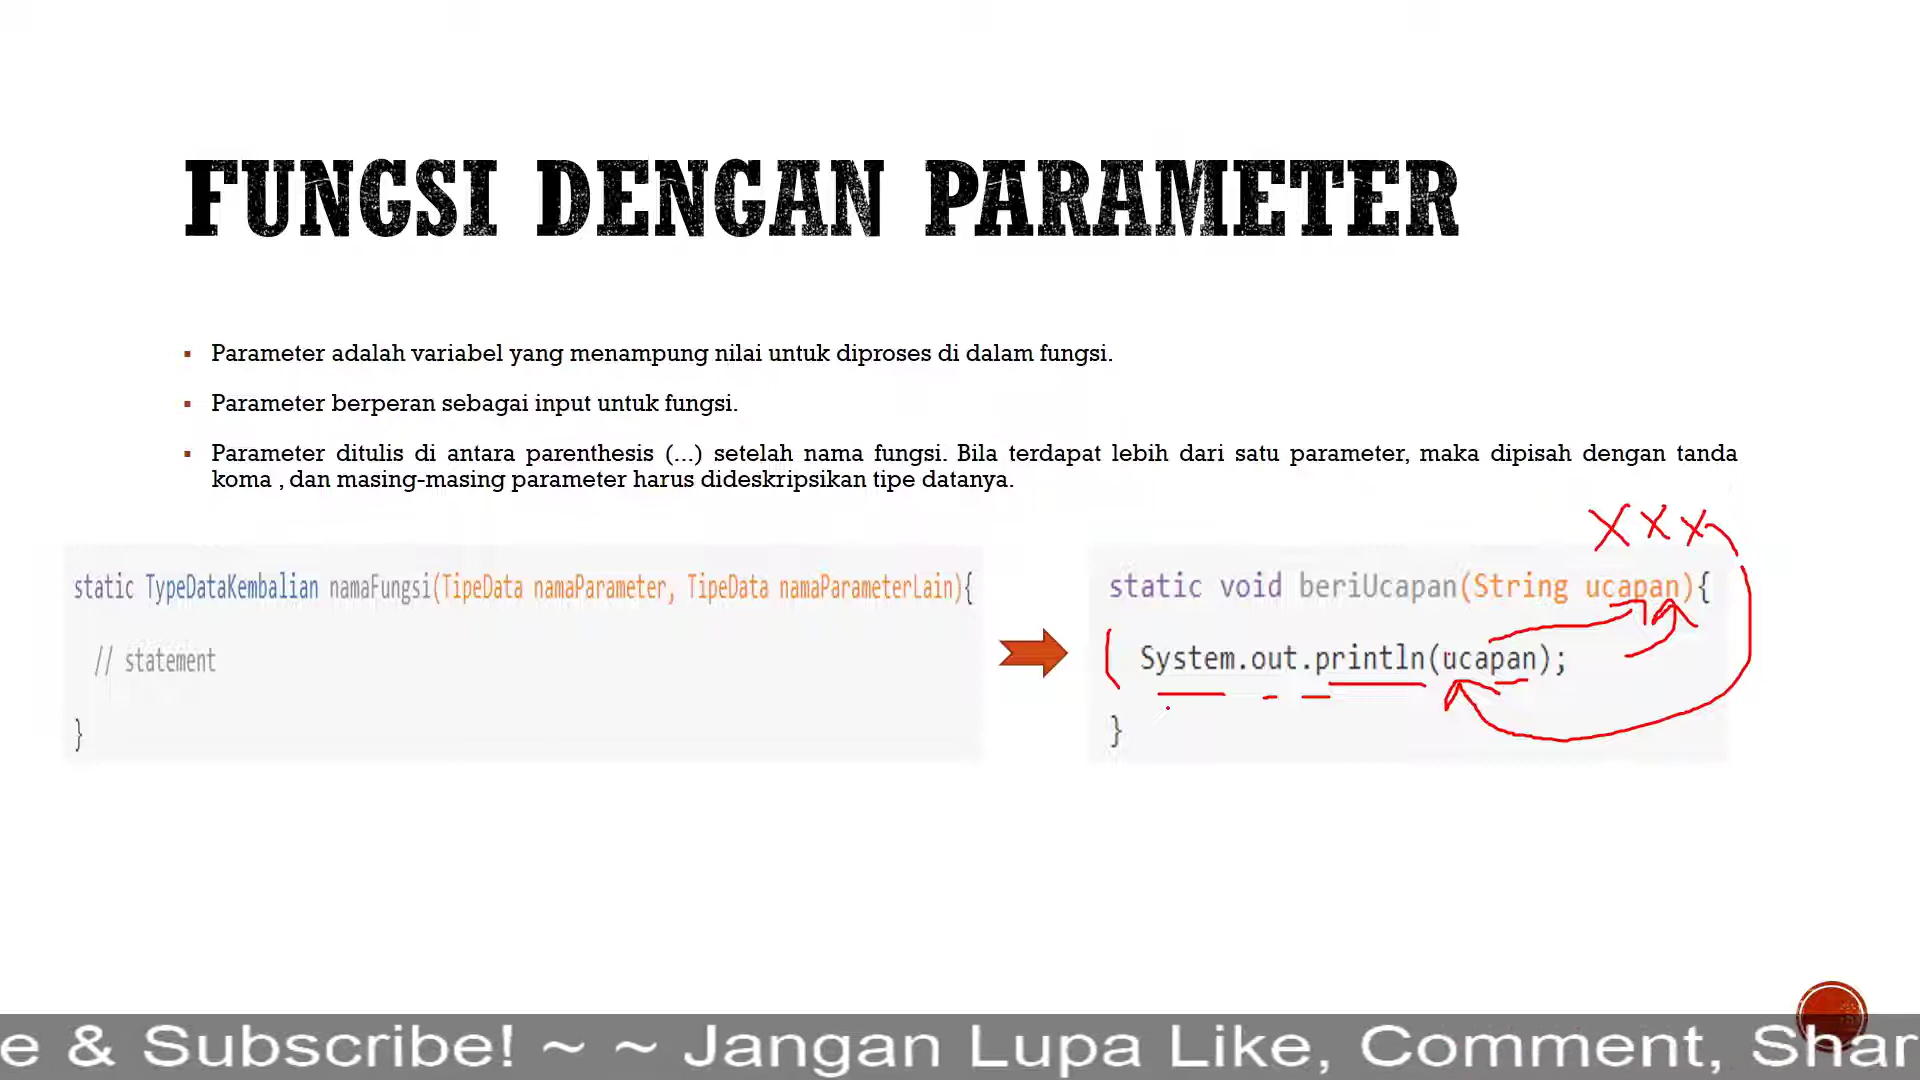 FUNGSI DENGAN PARAMETER
▪ Parameter adalah variabel yang menampung nilai untuk diproses di dalam fungsi.
▪ Parameter berperan sebagai input untuk fungsi.
▪ Parameter ditulis di antara parenthesis (...) setelah nama fungsi. Bila terdapat lebih dari satu parameter, maka dipisah dengan tanda
koma , dan masing-masing parameter harus dideskripsikan tipe datanya.
static TypeDataKembalian namaFungsi(TipeData namaParameter, TipeData namaParameterLain){
// statement
}
X X X
static void beriUcapan(String ucapan){
System.out.println(ucapan);
}
e & Subscribe! ~ ~ Jangan Lupa Like, Comment, Shar